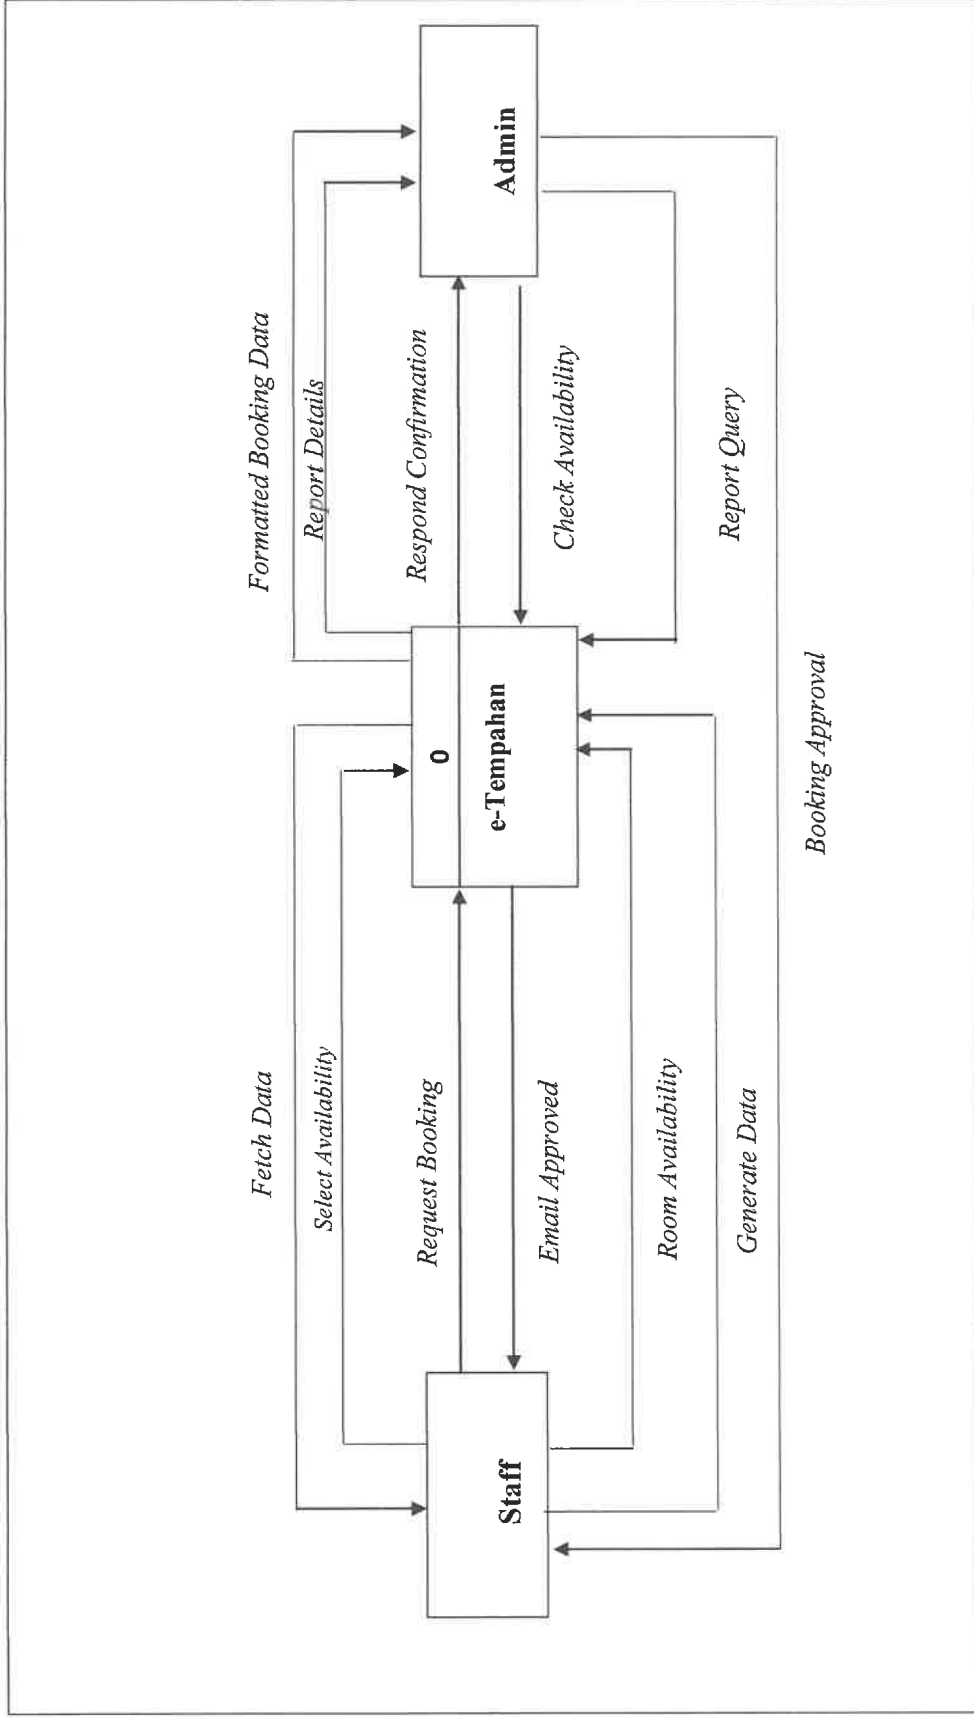 Fetch Data
Formatted Booking Data
Select Availability
Report Details
Request Booking
Respond Confirmation
0
Staff
e-Tempahan
Admin
Email Approved
Check Availability
Room Availability
Report Query
Generate Data
Booking Approval